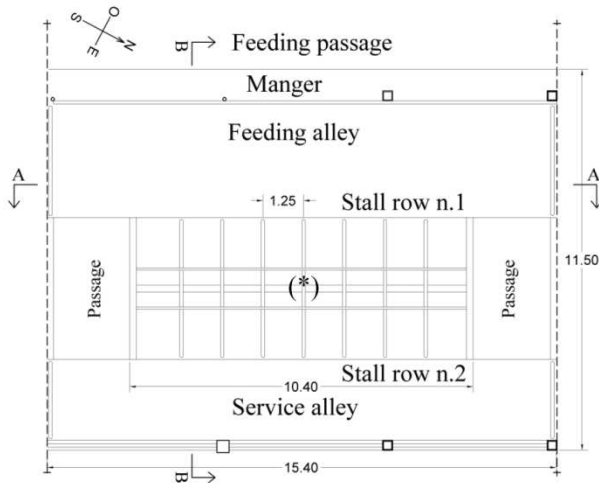 O
S
N
E
B
Feeding passage
Manger
Feeding alley
A
A
1.25
Stall row n.1
11.50
Passage
(*)
Passage
Stall row n.2
10.40
Service alley
B
15.40